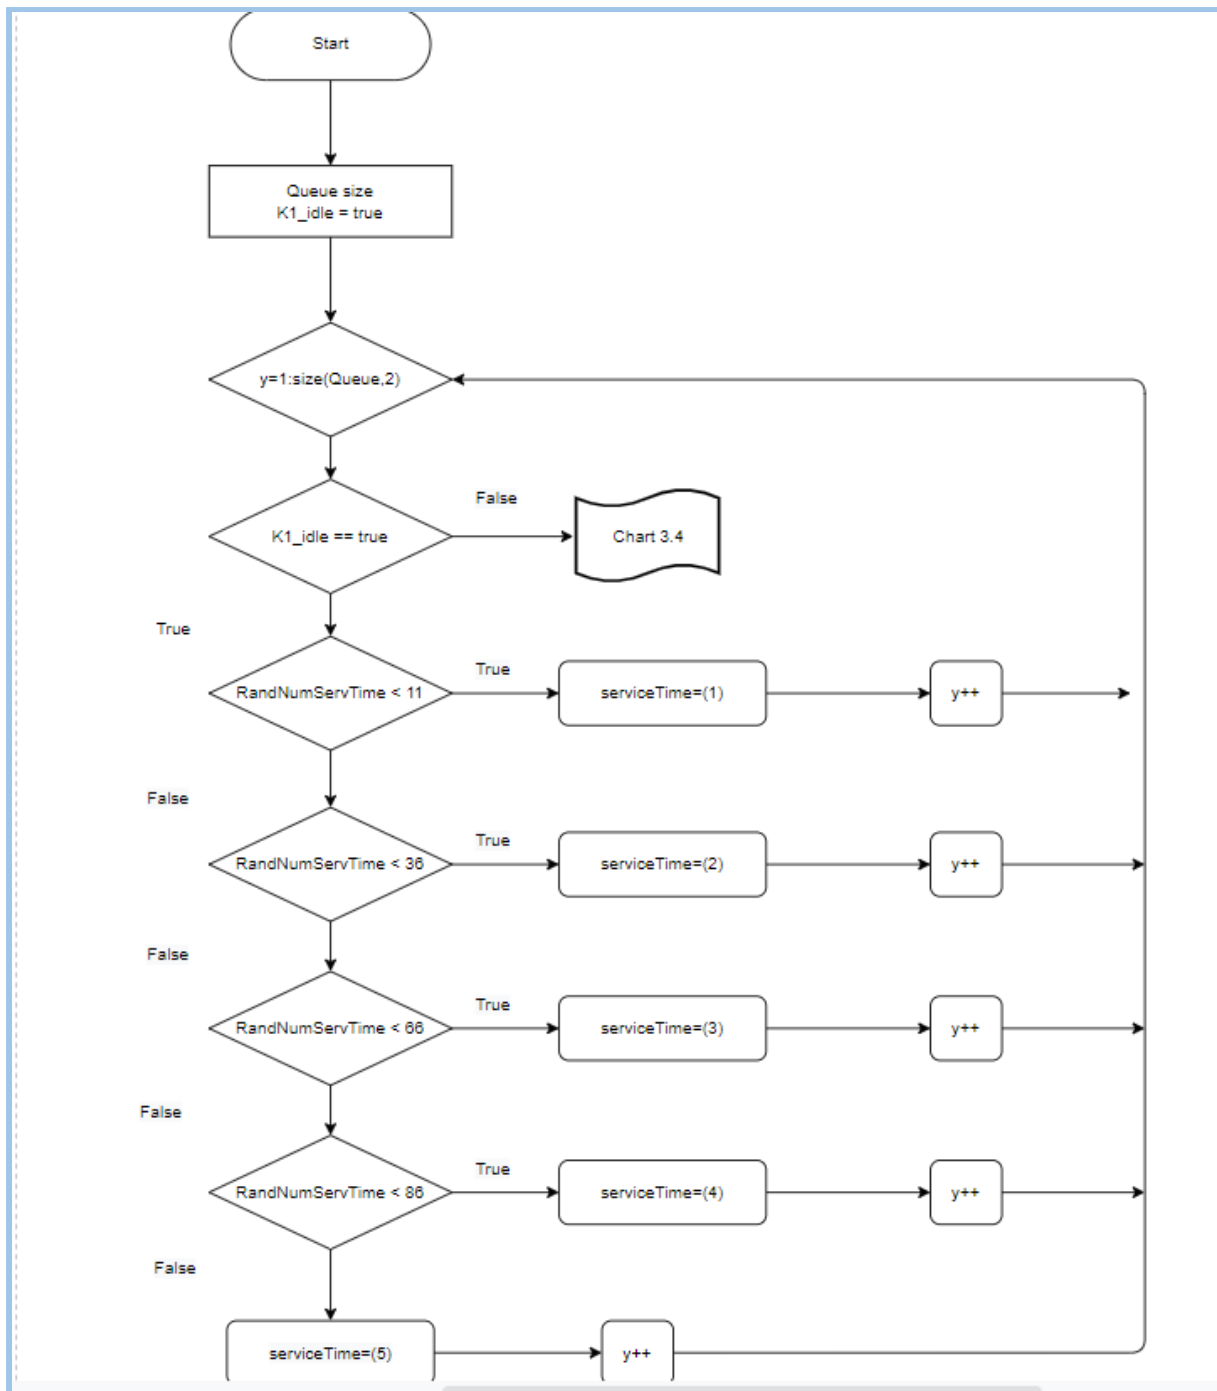 Start
Queue size
K1_idle = true
y=1:size(Queue,2)
K1_idle == true
False
Chart 3.4
True
RandNumServTime < 11
True
serviceTime=(1)
y++
False
RandNumServTime < 36
True
serviceTime=(2)
y++
False
RandNumServTime < 66
True
serviceTime=(3)
y++
False
RandNumServTime < 86
True
serviceTime=(4)
y++
False
serviceTime=(5)
y++